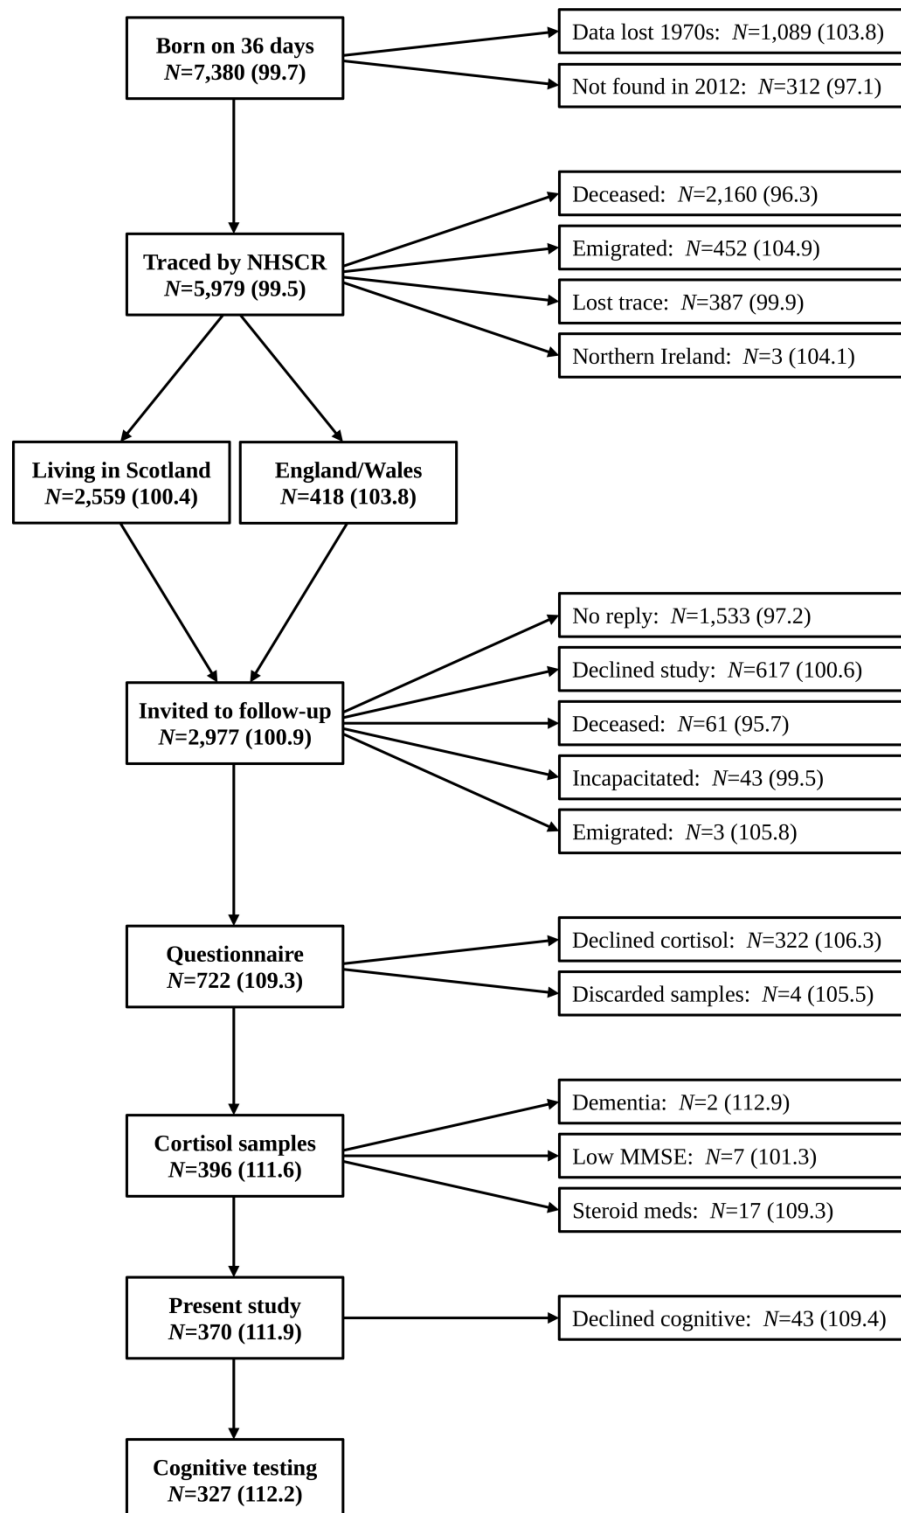 Born on 36 days
N=7,380 (99.7)
Data lost 1970s: N=1,089 (103.8)
Not found in 2012: N=312 (97.1)
Traced by NHSCR
N=5,979 (99.5)
Deceased: N=2,160 (96.3)
Emigrated: N=452 (104.9)
Lost trace: N=387 (99.9)
Northern Ireland: N=3 (104.1)
Living in Scotland
N=2,559 (100.4)
England/Wales
N=418 (103.8)
Invited to follow-up
N=2,977 (100.9)
No reply: N=1,533 (97.2)
Declined study: N=617 (100.6)
Deceased: N=61 (95.7)
Incapacitated: N=43 (99.5)
Emigrated: N=3 (105.8)
Questionnaire
N=722 (109.3)
Declined cortisol: N=322 (106.3)
Discarded samples: N=4 (105.5)
Cortisol samples
N=396 (111.6)
Dementia: N=2 (112.9)
Low MMSE: N=7 (101.3)
Steroid meds: N=17 (109.3)
Present study
N=370 (111.9)
Declined cognitive: N=43 (109.4)
Cognitive testing
N=327 (112.2)